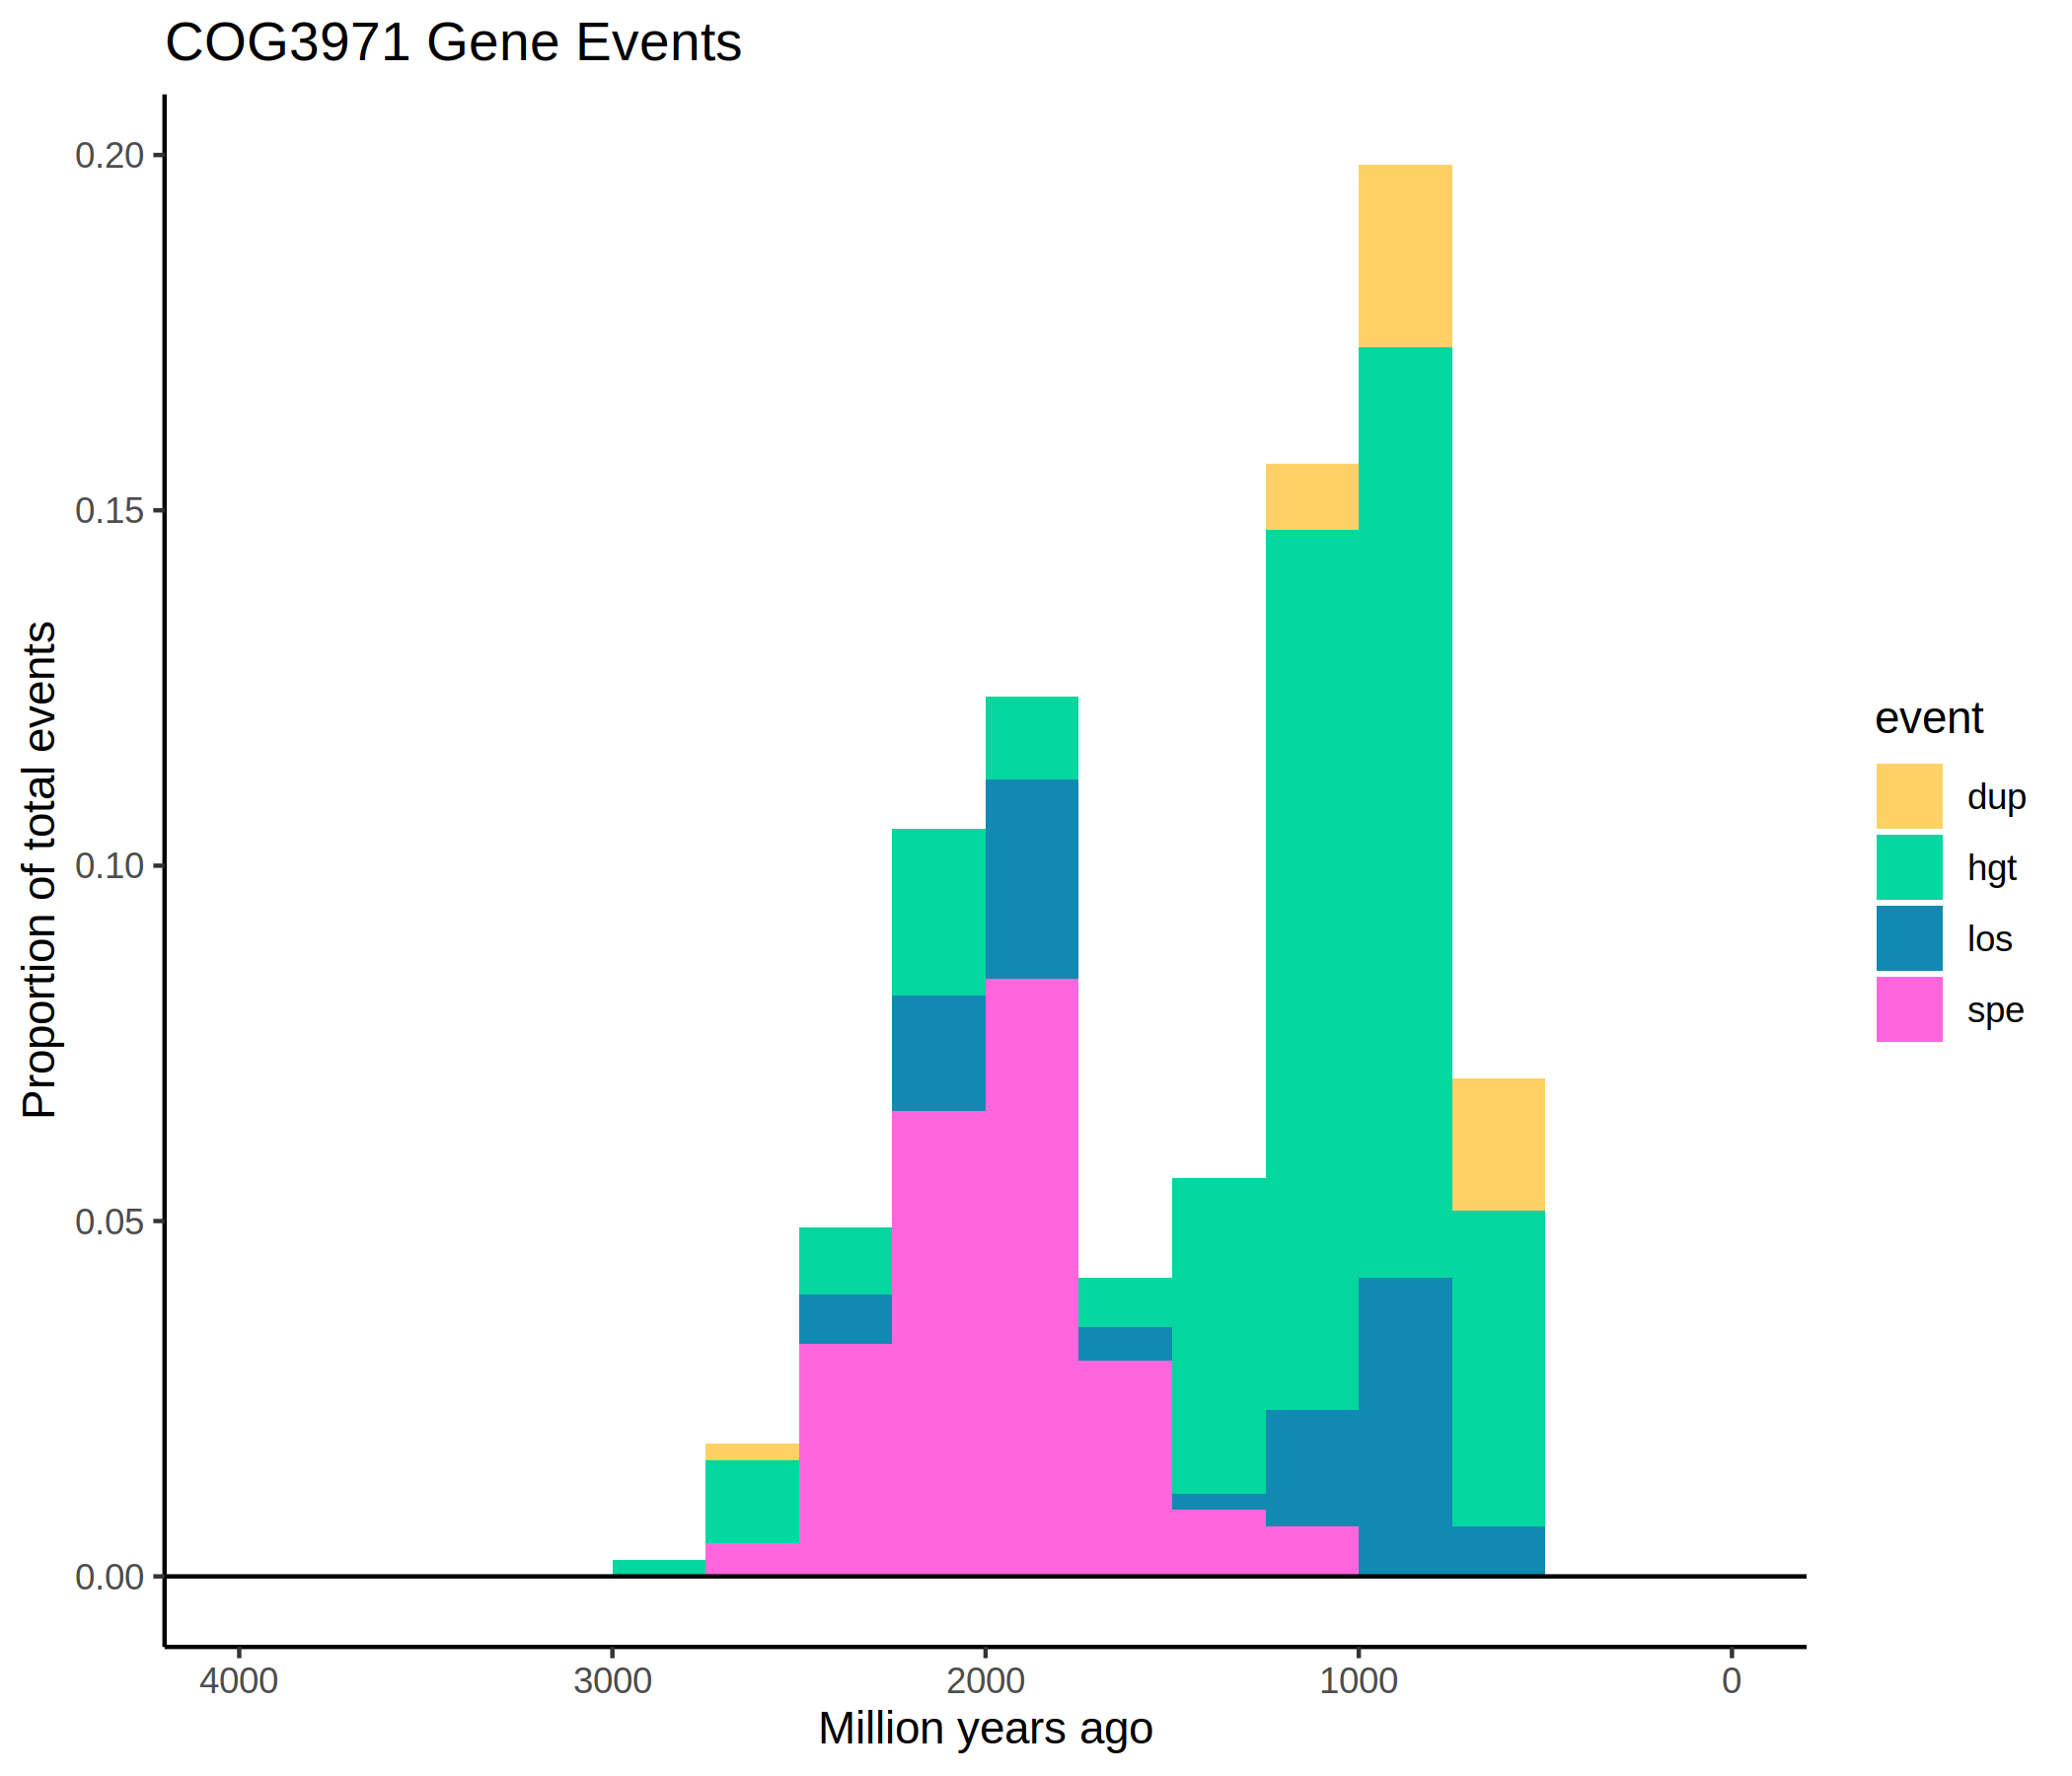 COG3971 Gene Events
Proportion of total events
0.20
0.15
0.10
0.05
0.00
4000 3000 2000 1000 0
Million years ago
event
dup
hgt
los
spe